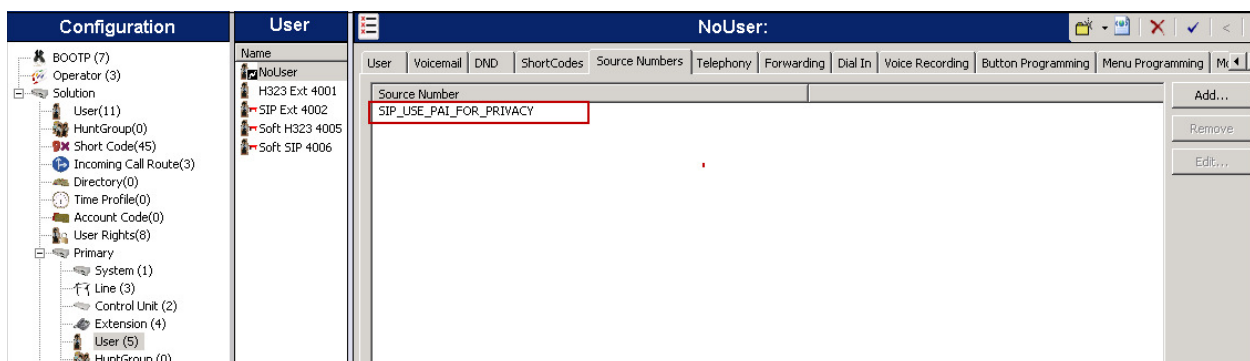 Configuration
BOOTP (7)
Operator (3)
Solution
User(11)
HuntGroup(0)
Short Code(45)
Incoming Call Route(3)
Directory(0)
Time Profile(0)
Account Code(0)
User Rights(8)
Primary
System (1)
Line (3)
Control Unit (2)
Extension (4)
User (5)
HuntGroup (0)
User
Name
NoUser
H323 Ext 4001
SIP Ext 4002
Soft H323 4005
Soft SIP 4006
NoUser:
User Voicemail DND ShortCodes Source Numbers Telephony Forwarding Dial In Voice Recording Button Programming Menu Programming
Source Number
SIP_USE_PAI_FOR_PRIVACY
Add...
Remove
Edit...